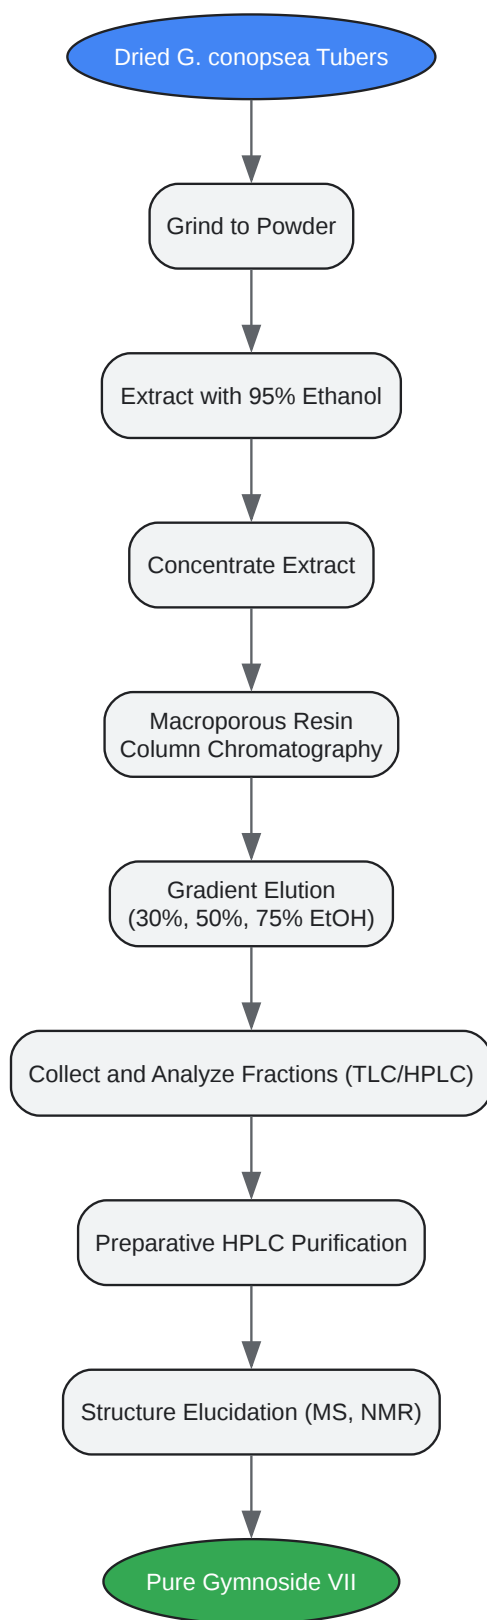 Dried G. conopsea Tubers
Grind to Powder
Extract with 95% Ethanol
Concentrate Extract
Macroporous Resin
Column Chromatography
Gradient Elution
(30%, 50%, 75% EtOH)
Collect and Analyze Fractions (TLC/HPLC)
Preparative HPLC Purification
Structure Elucidation (MS, NMR)
Pure Gymnoside VII